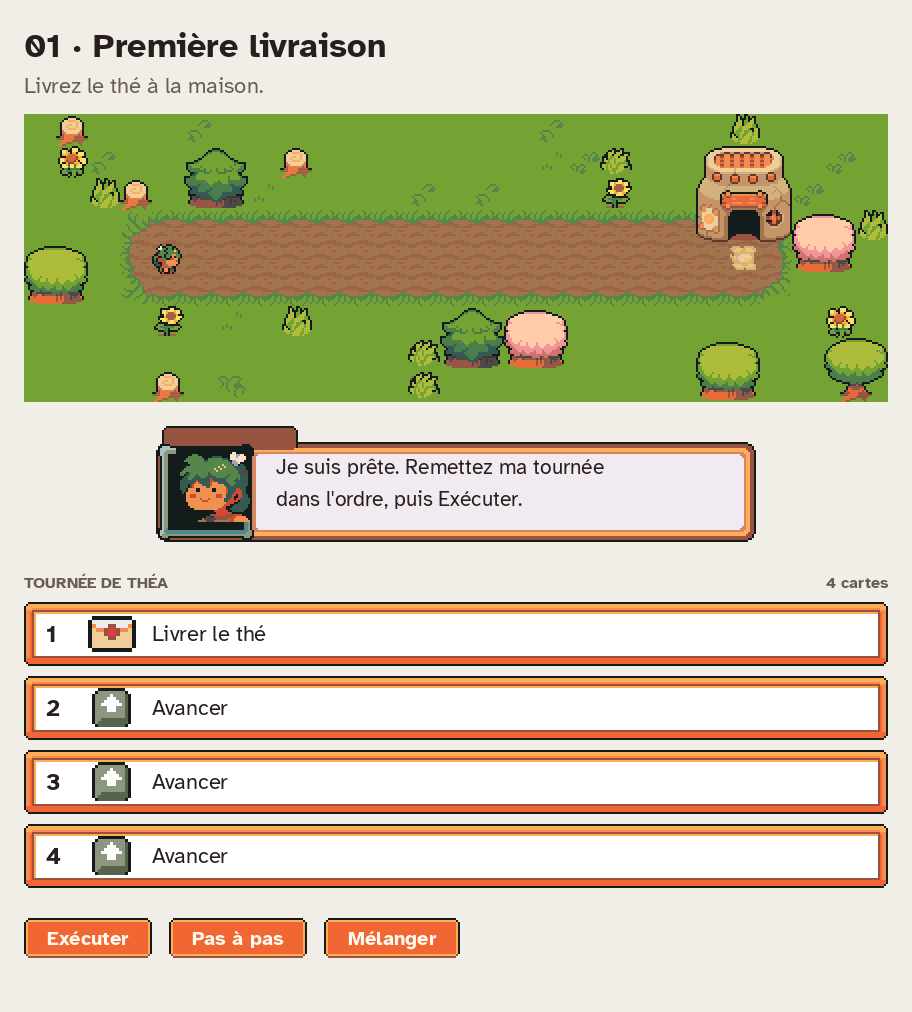 01 · Première livraison
Livrez le thé à la maison.
Je suis prête. Remettez ma tournée
dans l'ordre, puis Exécuter.
TOURNÉE DE THÉA
4 cartes
1 Livrer le thé
2 Avancer
3 Avancer
4 Avancer
Exécuter Pas à pas Mélanger